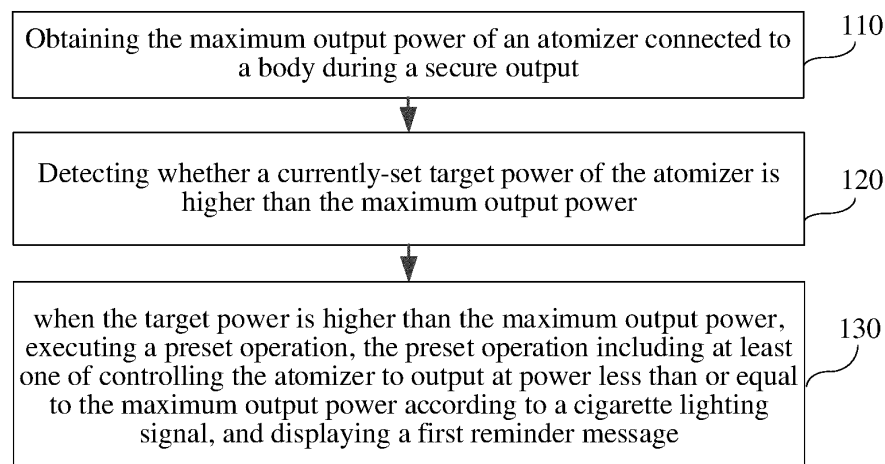 Obtaining the maximum output power of an atomizer connected to
a body during a secure output
110
Detecting whether a currently-set target power of the atomizer is
higher than the maximum output power
120
when the target power is higher than the maximum output power,
executing a preset operation, the preset operation including at least
one of controlling the atomizer to output at power less than or equal
to the maximum output power according to a cigarette lighting
signal, and displaying a first reminder message
130